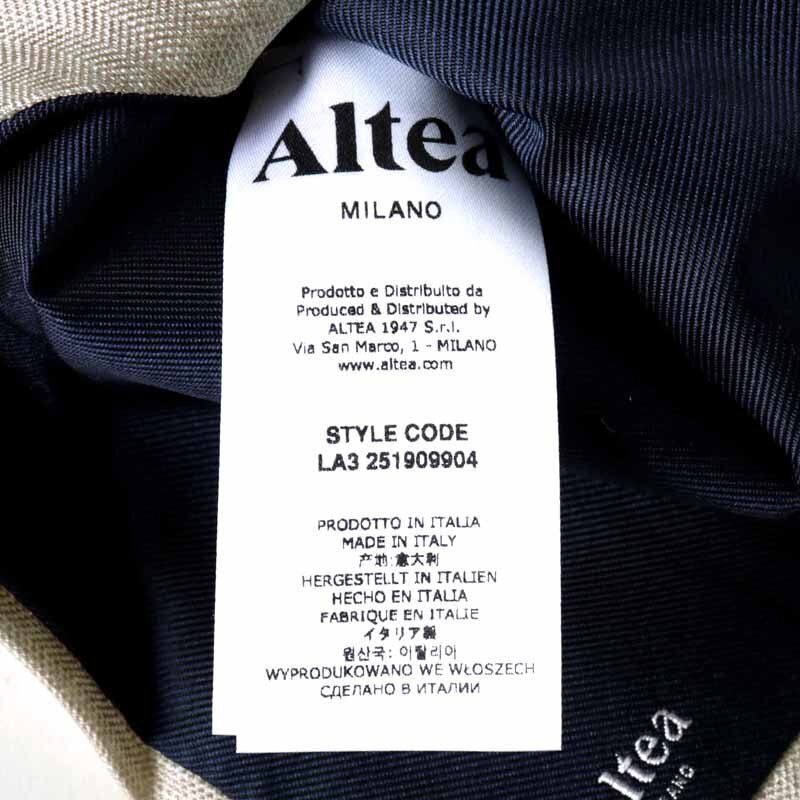 Altea
MILANO
Prodotto e Distribuito da
Produced & Distributed by
ALTEA 1947 S.r.l.
Via San Marco, 1 - MILANO
www.altea.com
STYLE CODE
LA3 251909904
PRODOTTO IN ITALIA
MADE IN ITALY
产地:意大利
HERGESTELLT IN ITALIEN
HECHO EN ITALIA
FABRIQUE EN ITALIE
イタリア製
원산국: 이탈리아
WYPRODUKOWANO WE WŁOSZECH
СДЕЛАНО В ИТАЛИИ
ltea
ANO